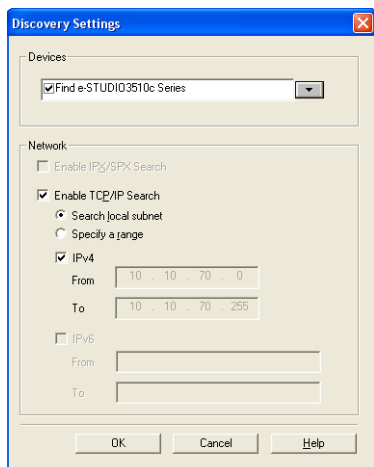 Discovery Settings
Devices
Find e-STUDIO3510c Series
Network
Enable IPX/SPX Search
Enable TCP/IP Search
Search local subnet
Specify a range
IPv4
From 10 . 10 . 70 . 0
To 10 . 10 . 70 . 255
IPv6
From
To
OK Cancel Help